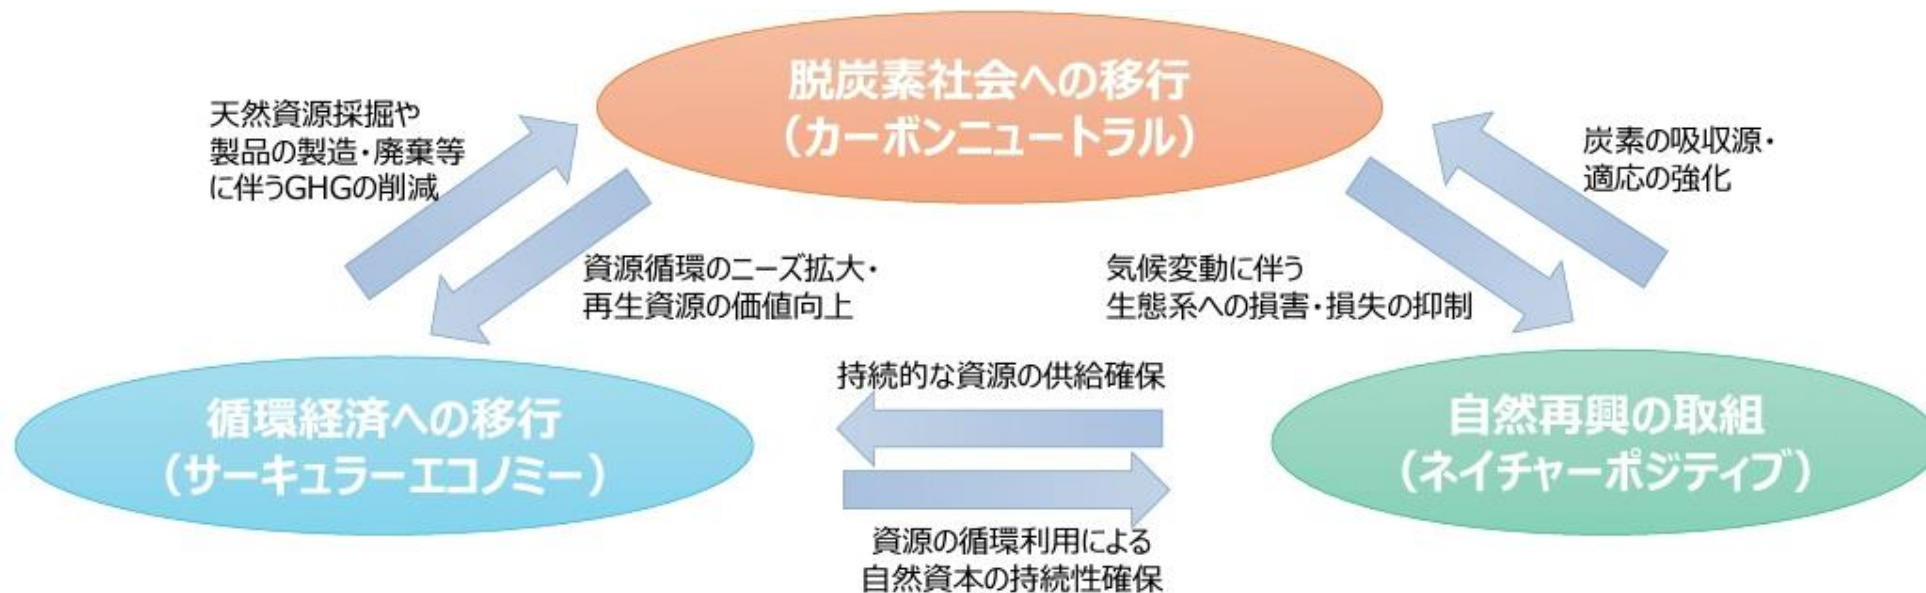 脱炭素社会への移行
（カーボンニュートラル）
天然資源採掘や
製品の製造・廃棄等
に伴うGHGの削減
炭素の吸収源・
適応の強化
資源循環のニーズ拡大・
再生資源の価値向上
気候変動に伴う
生態系への損害・損失の抑制
持続的な資源の供給確保
循環経済への移行
（サーキュラーエコノミー）
自然再興の取組
（ネイチャーポジティブ）
資源の循環利用による
自然資本の持続性確保